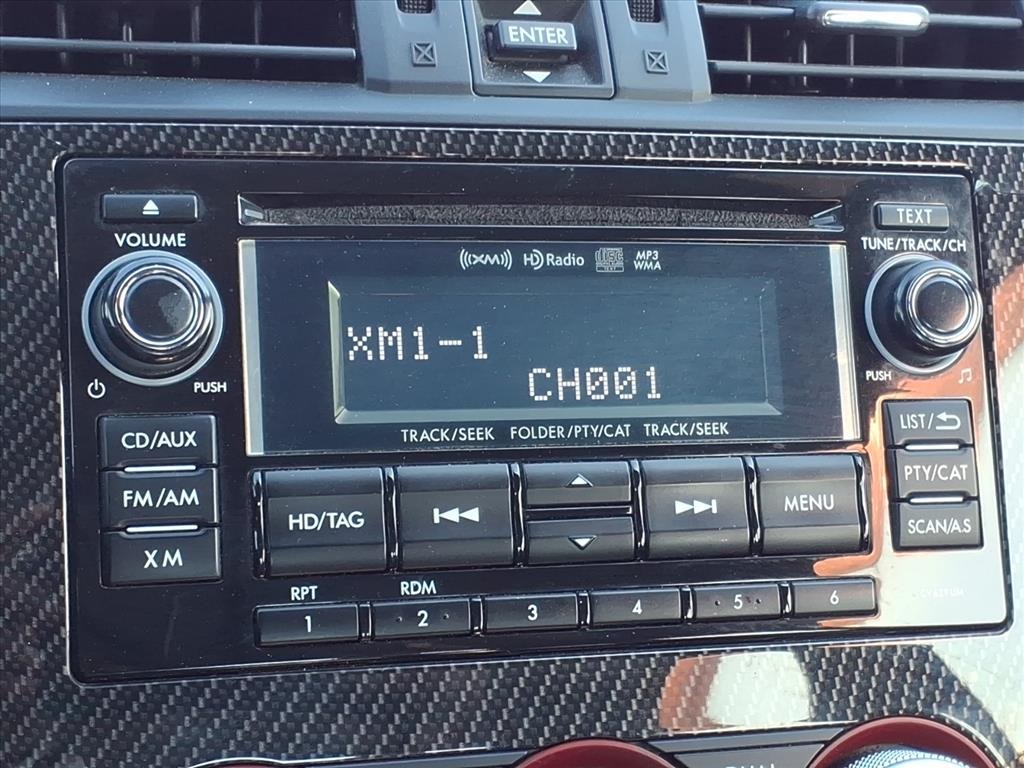 ENTER
VOLUME
TEXT
TUNE/TRACK/CH
((XM)) HD Radio disc MP3
WMA
XM1-1
CH001
PUSH
PUSH
TRACK/SEEK FOLDER/PTY/CAT TRACK/SEEK
CD/AUX
FM/AM
XM
HD/TAG
MENU
LIST/
PTY/CAT
SCAN/A.S
RPT
RDM
1
2
3
4
5
6